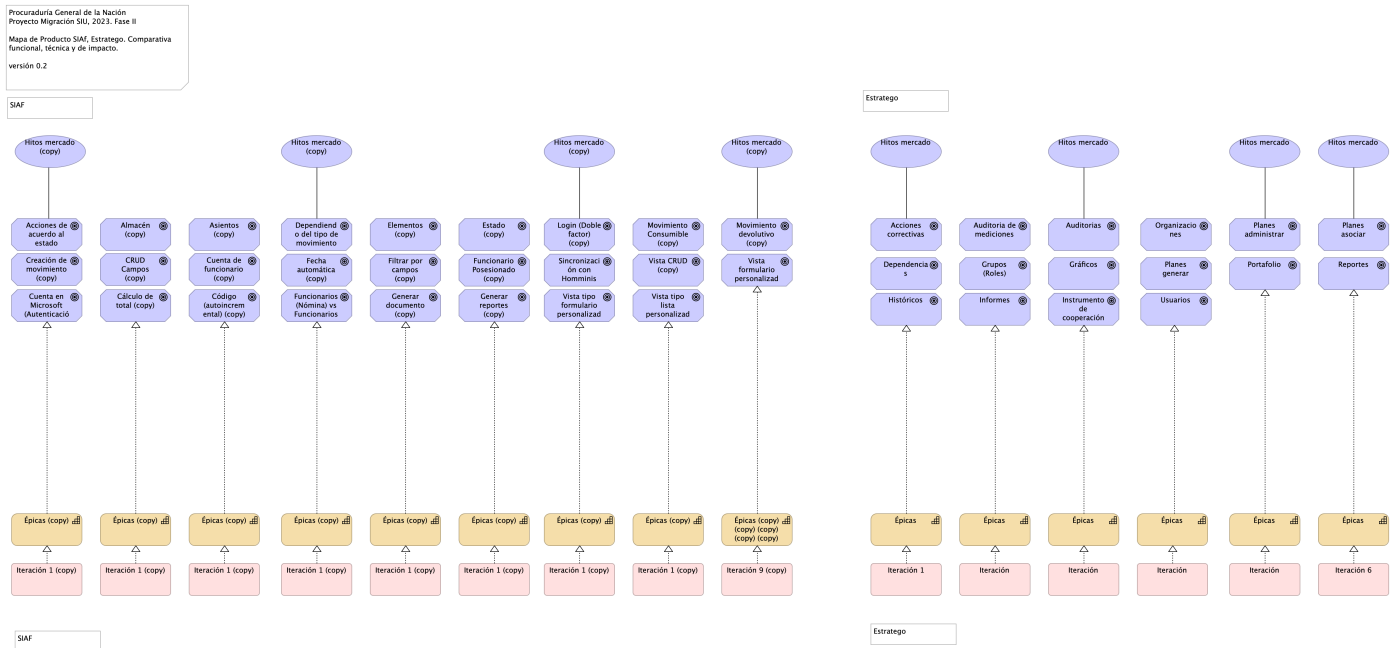 Procuraduría General de la Nación
Proyecto Migración SIU, 2023. Fase II
Mapa de Producto SIAf, Estratego. Comparativa
funcional, técnica y de impacto.
versión 0.2
SIAF
Estratego
Hitos mercado
(copy)
Hitos mercado
(copy)
Hitos mercado
(copy)
Hitos mercado
(copy)
Hitos mercado
Hitos mercado
Hitos mercado
Hitos mercado
Acciones de
acuerdo al
estado
Almacén
(copy)
Asientos
(copy)
Dependiend
o del tipo de
movimiento
Elementos
(copy)
Estado
(copy)
Login (Doble
factor)
(copy)
Movimiento
Consumible
(copy)
Movimiento
devolutivo
(copy)
Acciones
correctivas
Auditoria de
mediciones
Auditorias
Organizacio
nes
Planes
administrar
Planes
asociar
Creación de
movimiento
(copy)
CRUD
Campos
(copy)
Cuenta de
funcionario
(copy)
Fecha
automática
(copy)
Filtrar por
campos
(copy)
Funcionario
Posesionado
(copy)
Sincronizaci
ón con
Homminis
Vista CRUD
(copy)
Vista
formulario
personalizad
Dependencia
s
Grupos
(Roles)
Gráficos
Planes
generar
Portafolio
Reportes
Cuenta en
Microsoft
(Autenticació
Cálculo de
total (copy)
Código
(autoincrem
ental) (copy)
Funcionarios
(Nómina) vs
Funcionarios
Generar
documento
(copy)
Generar
reportes
(copy)
Vista tipo
formulario
personalizad
Vista tipo
lista
personalizad
Históricos
Informes
Instrumento
de
cooperación
Usuarios
Épicas (copy)
Épicas (copy)
Épicas (copy)
Épicas (copy)
Épicas (copy)
Épicas (copy)
Épicas (copy)
Épicas (copy)
Épicas (copy)
(copy) (copy)
(copy) (copy)
Épicas
Épicas
Épicas
Épicas
Épicas
Épicas
Iteración 1 (copy)
Iteración 1 (copy)
Iteración 1 (copy)
Iteración 1 (copy)
Iteración 1 (copy)
Iteración 1 (copy)
Iteración 1 (copy)
Iteración 1 (copy)
Iteración 9 (copy)
Iteración 1
Iteración
Iteración
Iteración
Iteración
Iteración 6
SIAF
Estratego